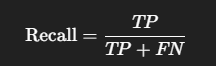 Recall = TP / TP + FN